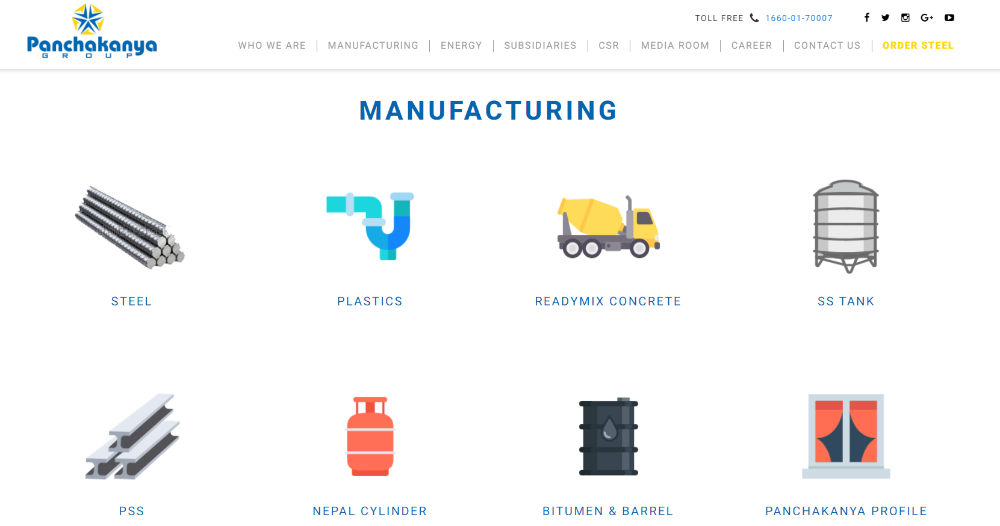 TOLL FREE 1660-01-70007
Panchakanya
GROUP
WHO WE ARE MANUFACTURING ENERGY SUBSIDIARIES CSR MEDIA ROOM CAREER CONTACT US ORDER STEEL
MANUFACTURING
STEEL PLASTICS READYMIX CONCRETE SS TANK
PSS NEPAL CYLINDER BITUMEN & BARREL PANCHAKANYA PROFILE